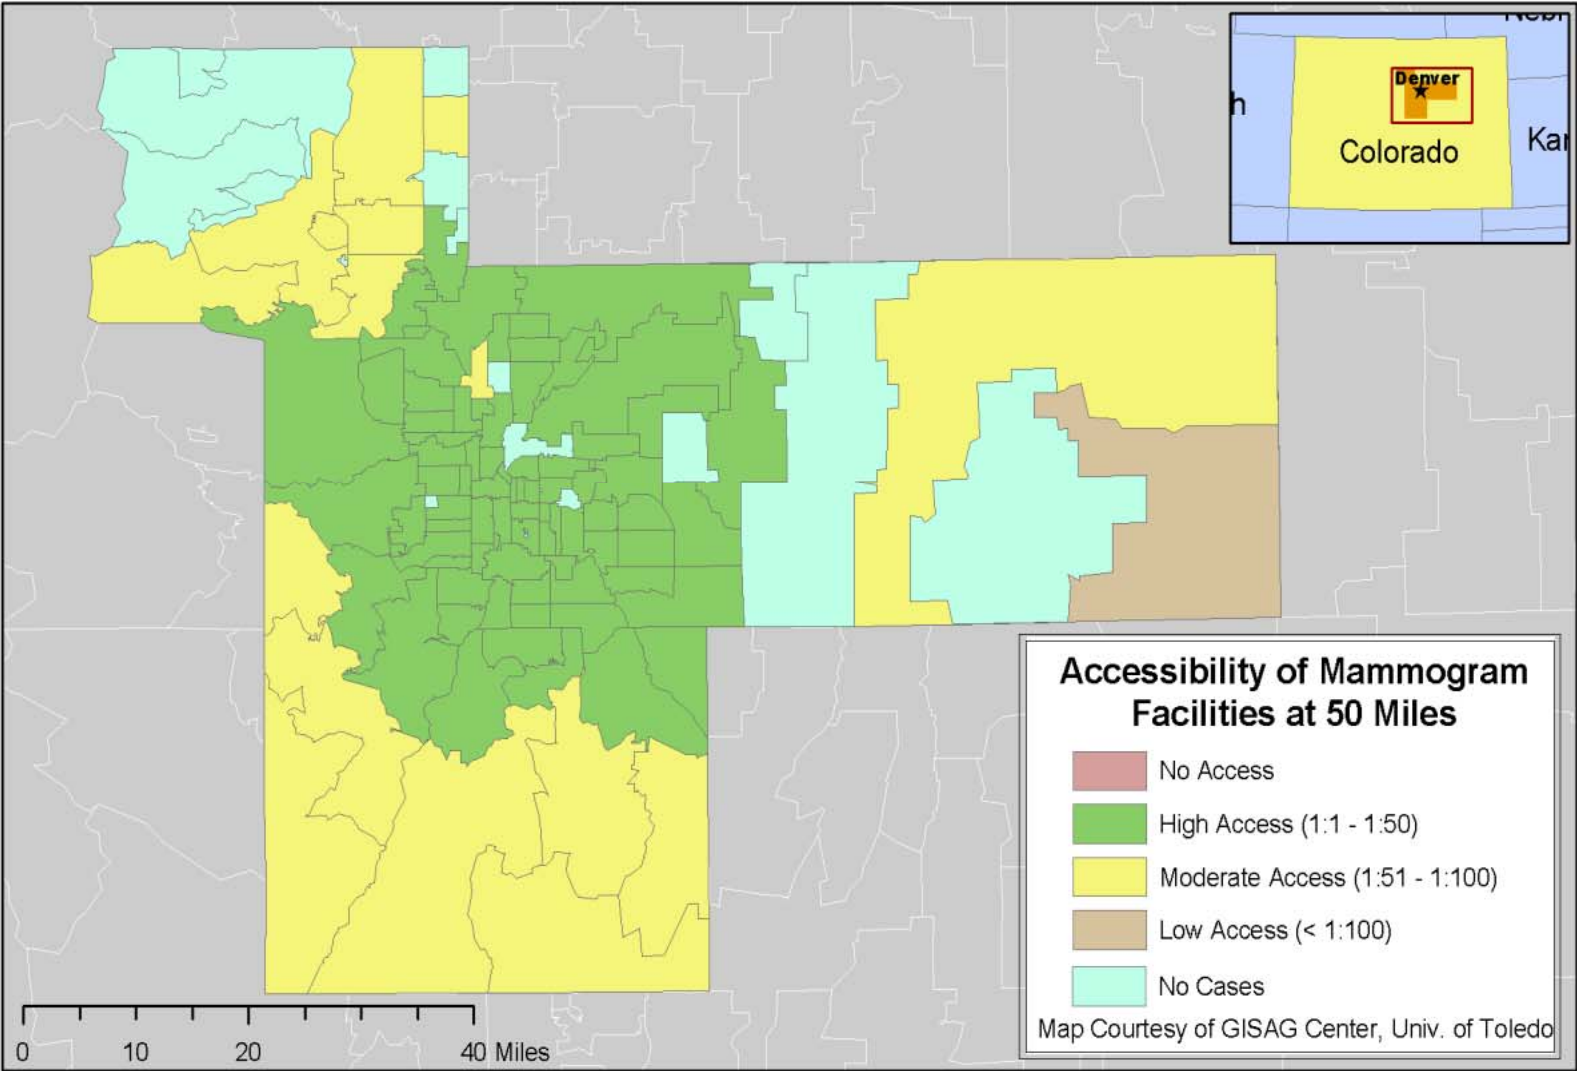 Denver
Colorado
h
Kan
Accessibility of Mammogram
Facilities at 50 Miles
No Access
High Access (1:1 - 1:50)
Moderate Access (1:51 - 1:100)
Low Access (< 1:100)
No Cases
Map Courtesy of GISAG Center, Univ. of Toledo
0 10 20 40 Miles